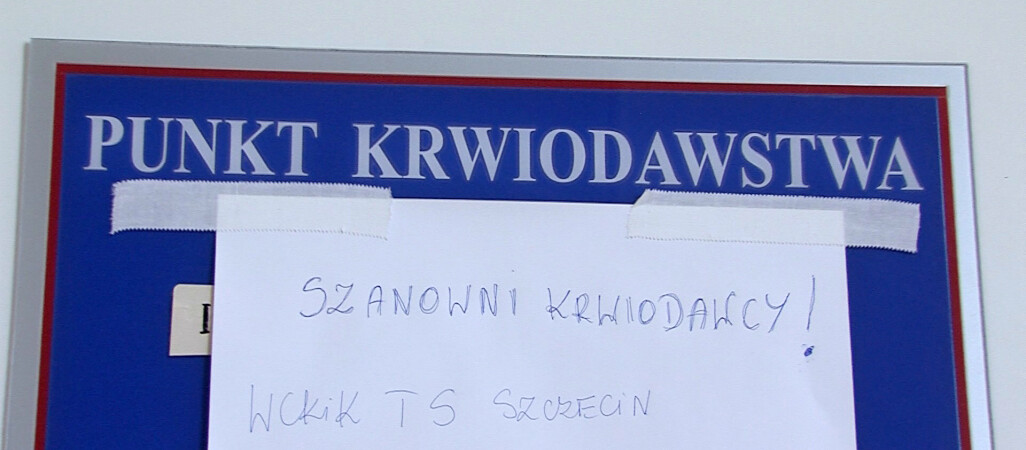 PUNKT KRWIODAWSTWA
SZANOWNI KRWIODAWCY!
WCKiK TS SZCZECIN